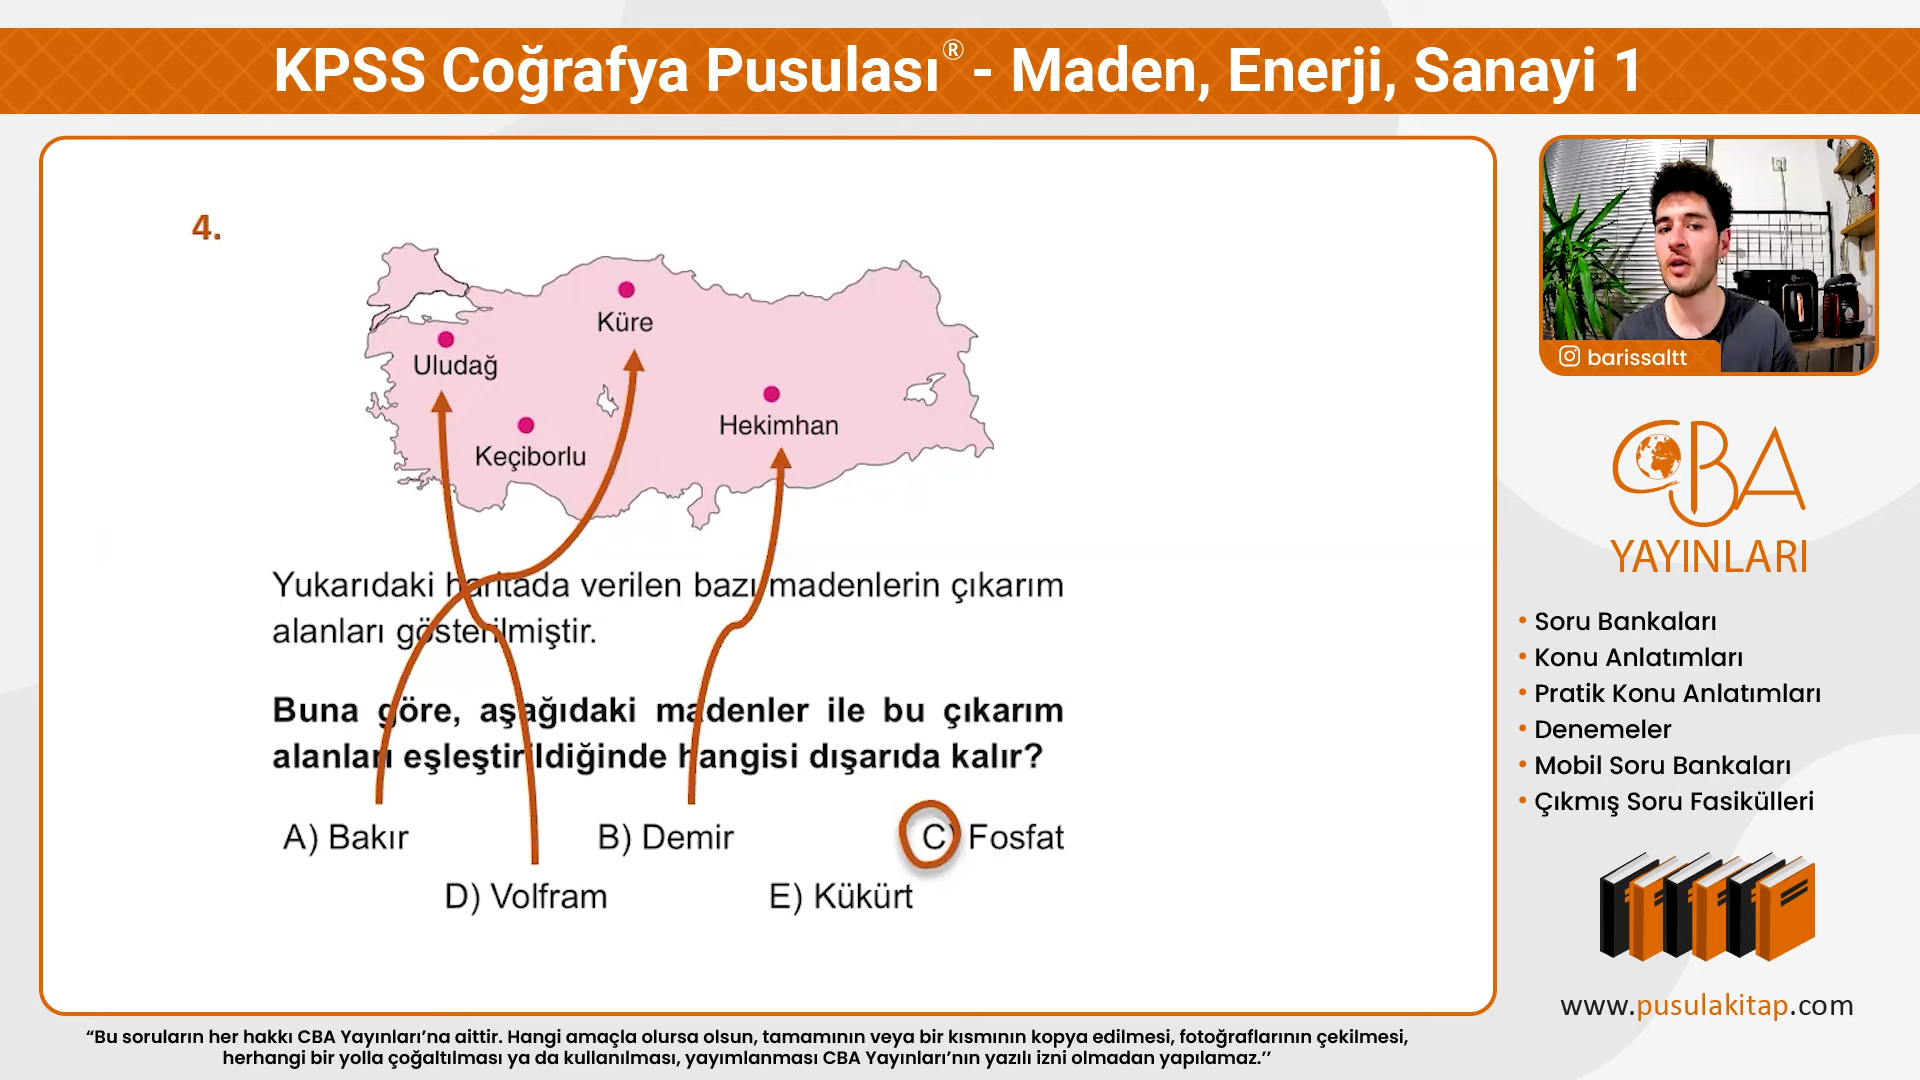 KPSS Coğrafya Pusulası® - Maden, Enerji, Sanayi 1
4.
Küre
Uludağ
Hekimhan
Keçiborlu
Yukarıdaki haritada verilen bazı madenlerin çıkarım
alanları gösterilmiştir.
Buna göre, aşağıdaki madenler ile bu çıkarım
alanları eşleştirildiğinde hangisi dışarıda kalır?
A) Bakır B) Demir C) Fosfat
D) Volfram E) Kükürt
barissaltt
CBA
YAYINLARI
• Soru Bankaları
• Konu Anlatımları
• Pratik Konu Anlatımları
• Denemeler
• Mobil Soru Bankaları
• Çıkmış Soru Fasikülleri
www.pusulakitap.com
“Bu soruların her hakkı CBA Yayınları’na aittir. Hangi amaçla olursa olsun, tamamının veya bir kısmının kopya edilmesi, fotoğraflarının çekilmesi,
herhangi bir yolla çoğaltılması ya da kullanılması, yayımlanması CBA Yayınları’nın yazılı izni olmadan yapılamaz.’’